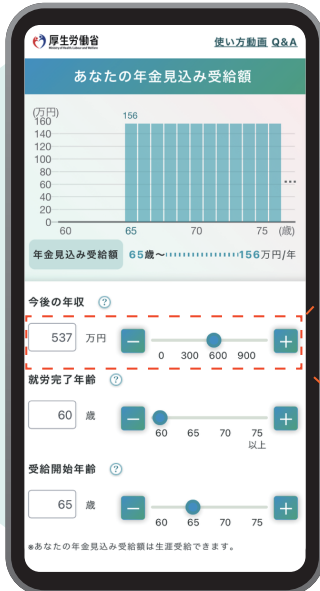 厚生労働省
Ministry of Health, Labour and Welfare
使い方動画 Q&A
あなたの年金見込み受給額
(万円)
160
156
140
120
100
80
60
40
20
0
...
60 65 70 75 (歳)
年金見込み受給額 65歳〜156万円/年
今後の年収 ?
537 万円 − +
0 300 600 900
就労完了年齢 ?
60 歳 − +
60 65 70 75
以上
受給開始年齢 ?
65 歳 − +
60 65 70 75
※あなたの年金見込み受給額は生涯受給できます。